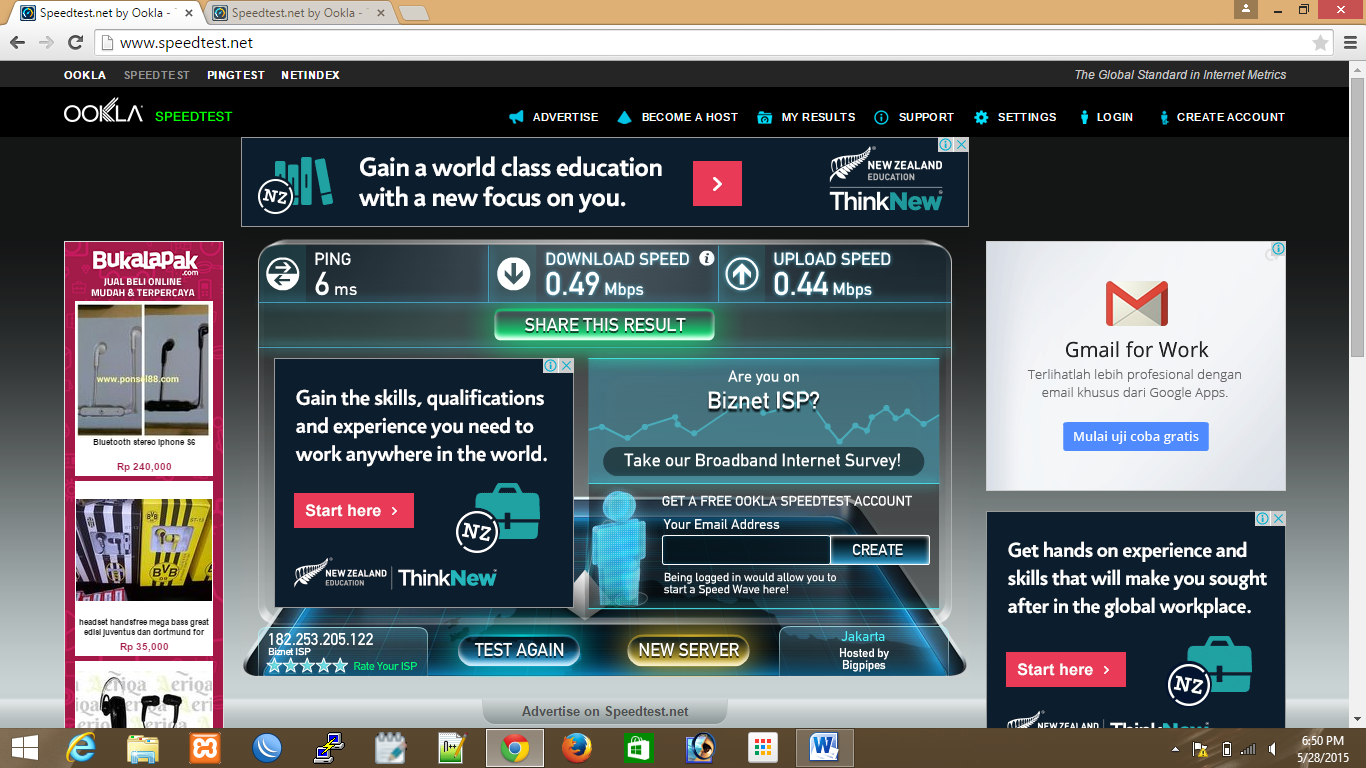 Speedtest.net by Ookla -
Speedtest.net by Ookla -
www.speedtest.net
OOKLA SPEEDTEST PINGTEST NETINDEX
The Global Standard in Internet Metrics
OOKLA SPEEDTEST
ADVERTISE BECOME A HOST MY RESULTS SUPPORT SETTINGS LOGIN CREATE ACCOUNT
Gain a world class education
with a new focus on you.
NZ
NEW ZEALAND
EDUCATION
ThinkNew
BUKALAPAK
.com
JUAL BELI ONLINE
MUDAH & TERPERCAYA
www.ponsel88.com
Bluetooth stereo iphone S6
Rp 240,000
BVB
09
headset handsfree mega bass great
edisi juventus dan dortmund for
Rp 35,000
Aeriqa
PING
6 ms
DOWNLOAD SPEED
0.49 Mbps
UPLOAD SPEED
0.44 Mbps
SHARE THIS RESULT
Gain the skills, qualifications
and experience you need to
work anywhere in the world.
Start here
NZ
NEW ZEALAND
EDUCATION
ThinkNew
Are you on
Biznet ISP?
Take our Broadband Internet Survey!
GET A FREE OOKLA SPEEDTEST ACCOUNT
Your Email Address
CREATE
Being logged in would allow you to
start a Speed Wave here!
182.253.205.122
Biznet ISP
Rate Your ISP
TEST AGAIN
NEW SERVER
Jakarta
Hosted by
Bigpipes
Advertise on Speedtest.net
Gmail for Work
Terlihatlah lebih profesional dengan
email khusus dari Google Apps.
Mulai uji coba gratis
Get hands on experience and
skills that will make you sought
after in the global workplace.
Start here
NZ
NEW ZEALAND
ThinkNew
6:50 PM
5/28/2015